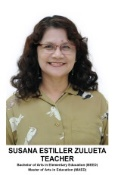 SUSANA ESTILLER ZULUETA
TEACHER
Bachelor of Arts in Elementary Education (BEED)
Master of Arts in Education (MAED)